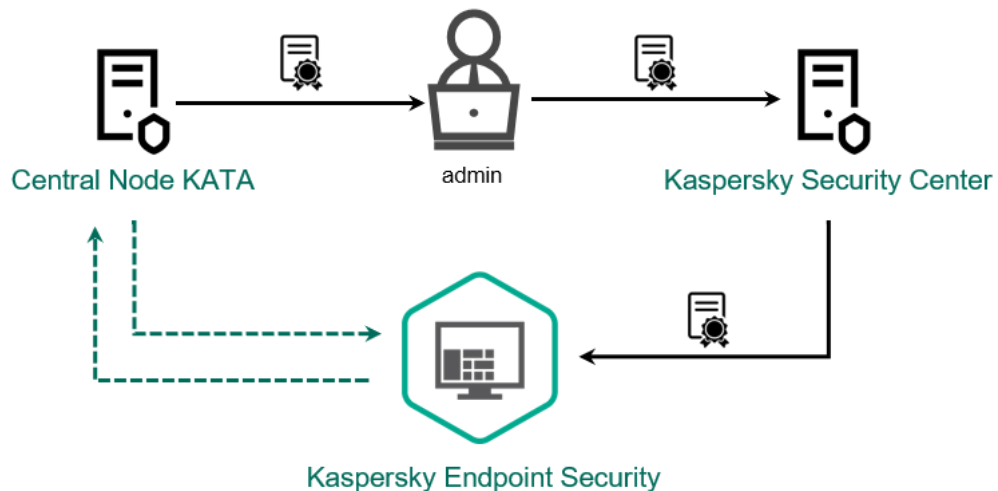 admin
Central Node KATA
Kaspersky Security Center
Kaspersky Endpoint Security